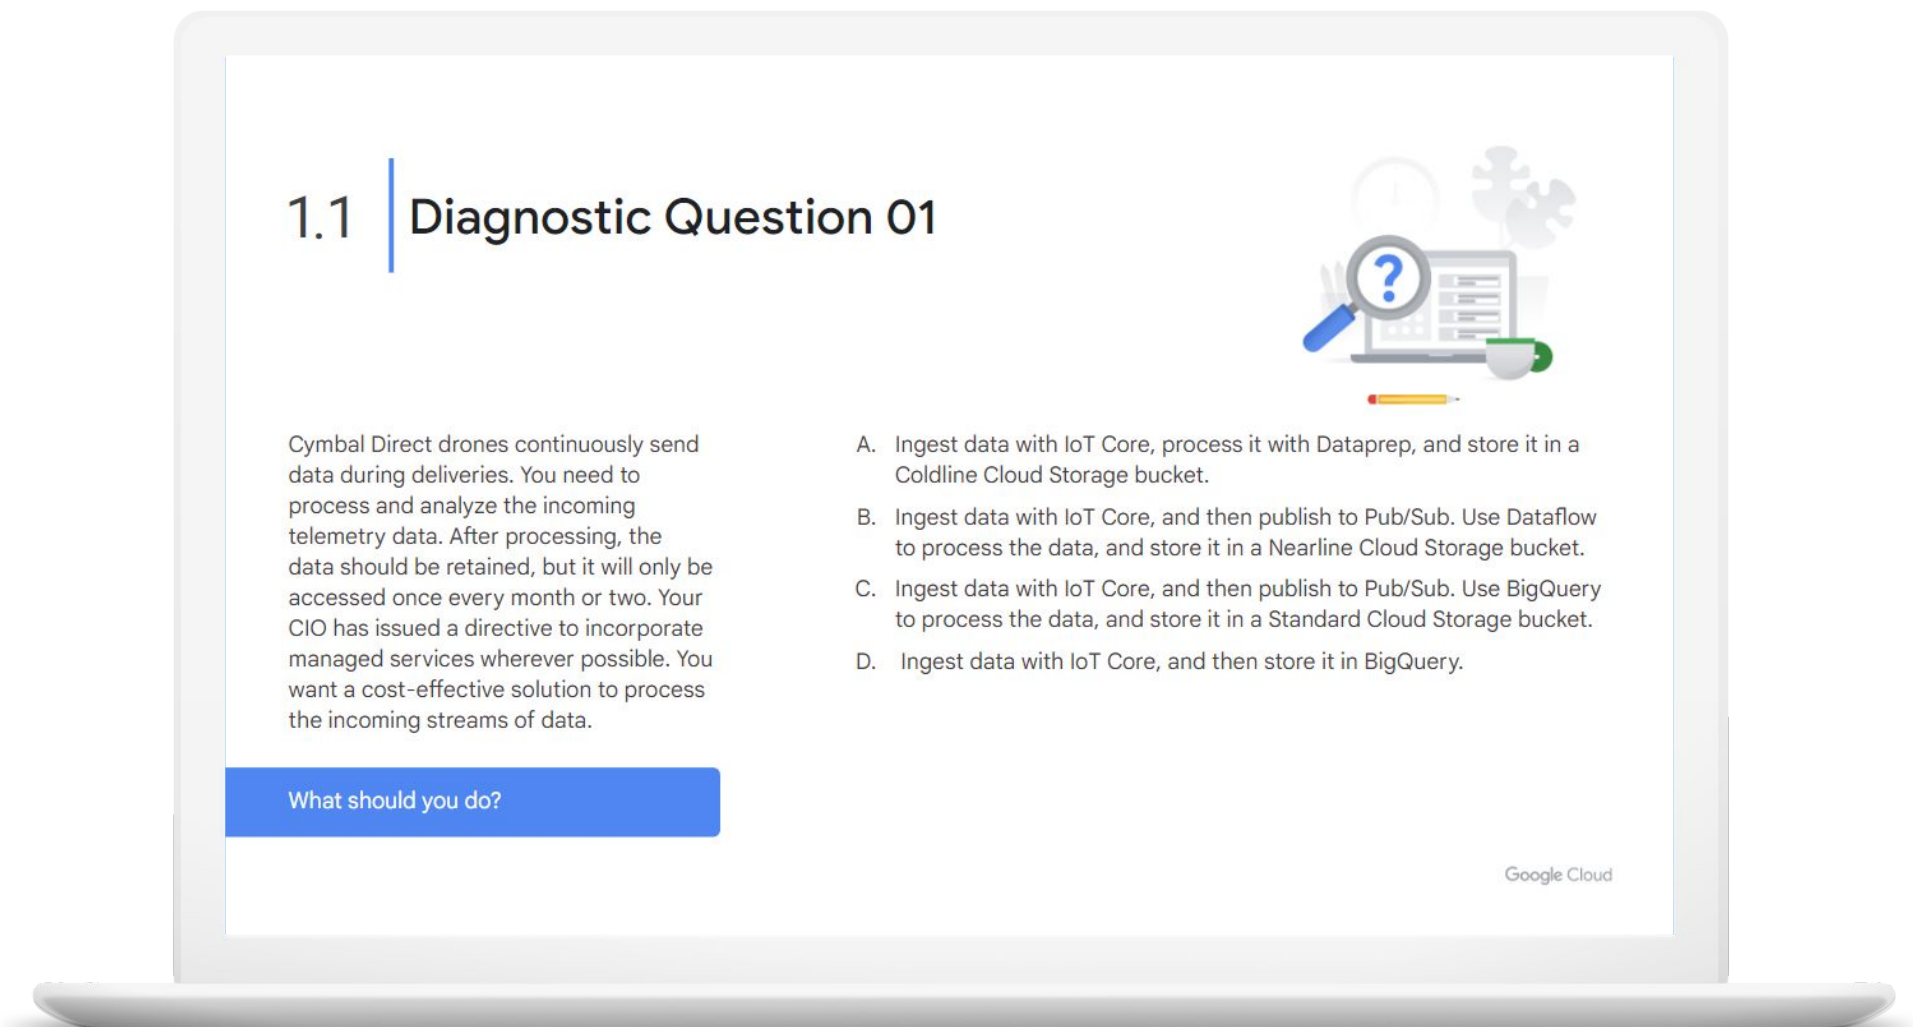 1.1
Diagnostic Question 01
?
Cymbal Direct drones continuously send
data during deliveries. You need to
process and analyze the incoming
telemetry data. After processing, the
data should be retained, but it will only be
accessed once every month or two. Your
CIO has issued a directive to incorporate
managed services wherever possible. You
want a cost-effective solution to process
the incoming streams of data.
What should you do?
A. Ingest data with IoT Core, process it with Dataprep, and store it in a
Coldline Cloud Storage bucket.
B. Ingest data with IoT Core, and then publish to Pub/Sub. Use Dataflow
to process the data, and store it in a Nearline Cloud Storage bucket.
C. Ingest data with IoT Core, and then publish to Pub/Sub. Use BigQuery
to process the data, and store it in a Standard Cloud Storage bucket.
D. Ingest data with IoT Core, and then store it in BigQuery.
Google Cloud